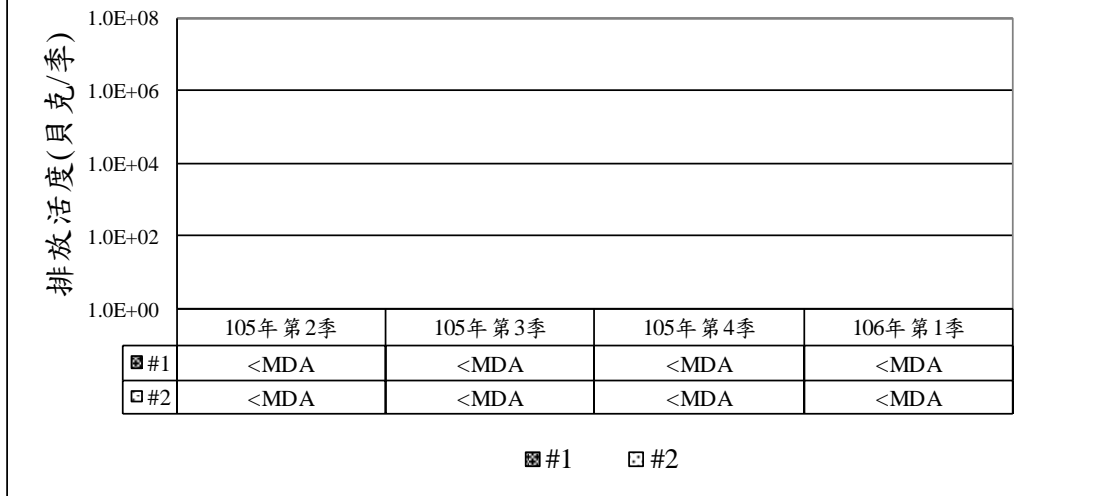 排放活度(貝克/季)
1.0E+08
1.0E+06
1.0E+04
1.0E+02
1.0E+00
105年第2季 105年第3季 105年第4季 106年第1季
#1 <MDA <MDA <MDA <MDA
#2 <MDA <MDA <MDA <MDA
#1 #2